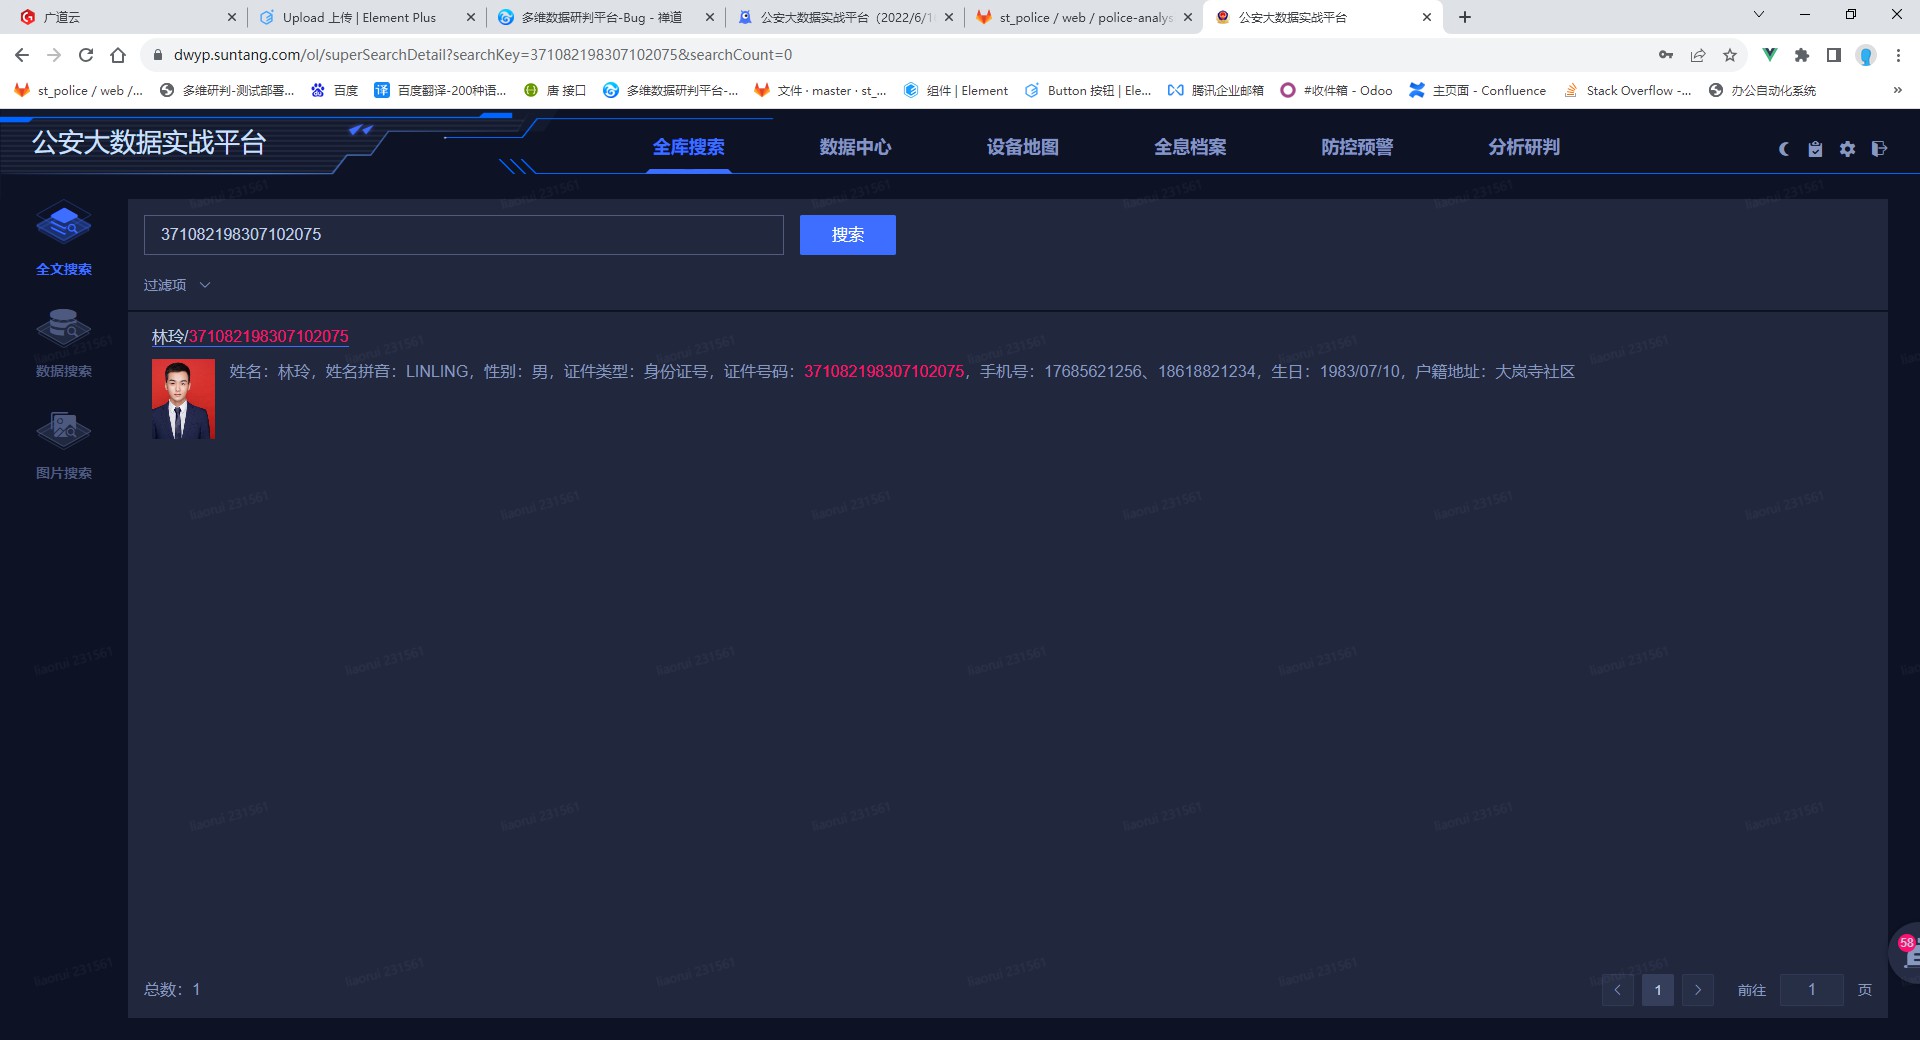 广道云
Upload 上传 | Element Plus
多维数据研判平台-Bug - 禅道
公安大数据实战平台（2022/6/1
st_police / web / police-analys
公安大数据实战平台
dwyp.suntang.com/ol/superSearchDetail?searchKey=371082198307102075&searchCount=0
st_police / web /...
多维研判-测试部署...
百度
译
百度翻译-200种语...
唐 接口
多维数据研判平台-...
文件 · master · st_...
组件 | Element
Button 按钮 | Ele...
腾讯企业邮箱
#收件箱 - Odoo
主页面 - Confluence
Stack Overflow -...
办公自动化系统
»
公安大数据实战平台
全库搜索
数据中心
设备地图
全息档案
防控预警
分析研判
全文搜索
数据搜索
图片搜索
371082198307102075
搜索
过滤项
林玲/371082198307102075
姓名：林玲，姓名拼音：LINLING，性别：男，证件类型：身份证号，证件号码：371082198307102075，手机号：17685621256、18618821234，生日：1983/07/10，户籍地址：大岚寺社区
liaorui 231561
58
总数：1
1
前往
1
页